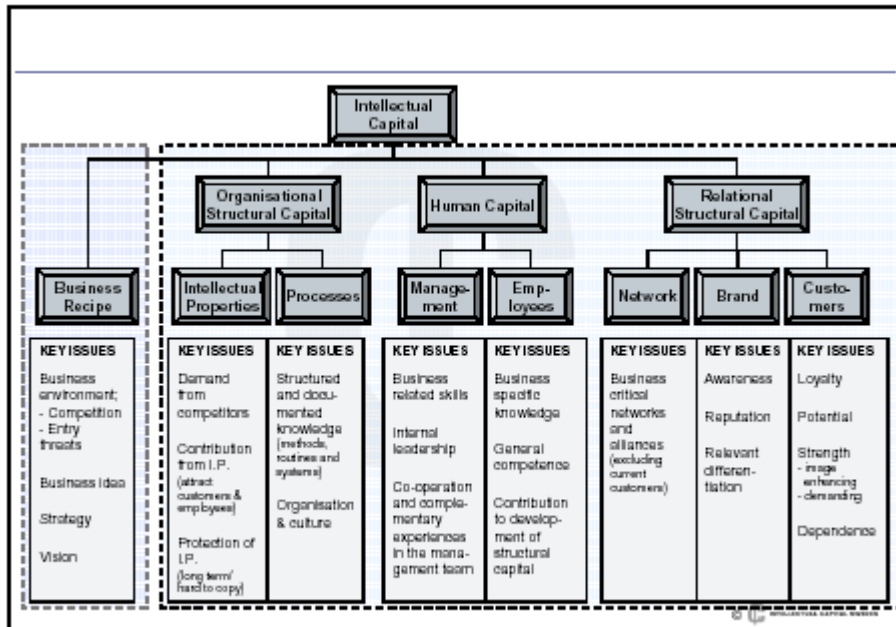 Intellectual
Capital
Organisational
Structural Capital
Human Capital
Relational
Structural Capital
Business
Recipe
Intellectual
Properties
Processes
Manage-
ment
Emp-
loyees
Network
Brand
Custo-
mers
KEY ISSUES
Business
environment;
- Competition
- Entry
threats
Business idea
Strategy
Vision
KEY ISSUES
Demand
from
competitors
Contribution
from I.P.
(attract
customers &
employees)
Protection of
I.P.
(long term/
hard to copy)
KEY ISSUES
Structured
and docu-
mented
knowledge
(methods,
routines and
systems)
Organisation
& culture
KEY ISSUES
Business
related skills
Internal
leadership
Co-operation
and comple-
mentary
experiences
in the mana-
gement team
KEY ISSUES
Business
specific
knowledge
General
competence
Contribution
to develop-
ment of
structural
capital
KEY ISSUES
Business
critical
networks
and
alliances
(excluding
current
customers)
KEY ISSUES
Awareness
Reputation
Relevant
differen-
tiation
KEY ISSUES
Loyalty
Potential
Strength
- image
enhancing
- demanding
Dependence
© INTELLECTUAL CAPITAL SWEDEN